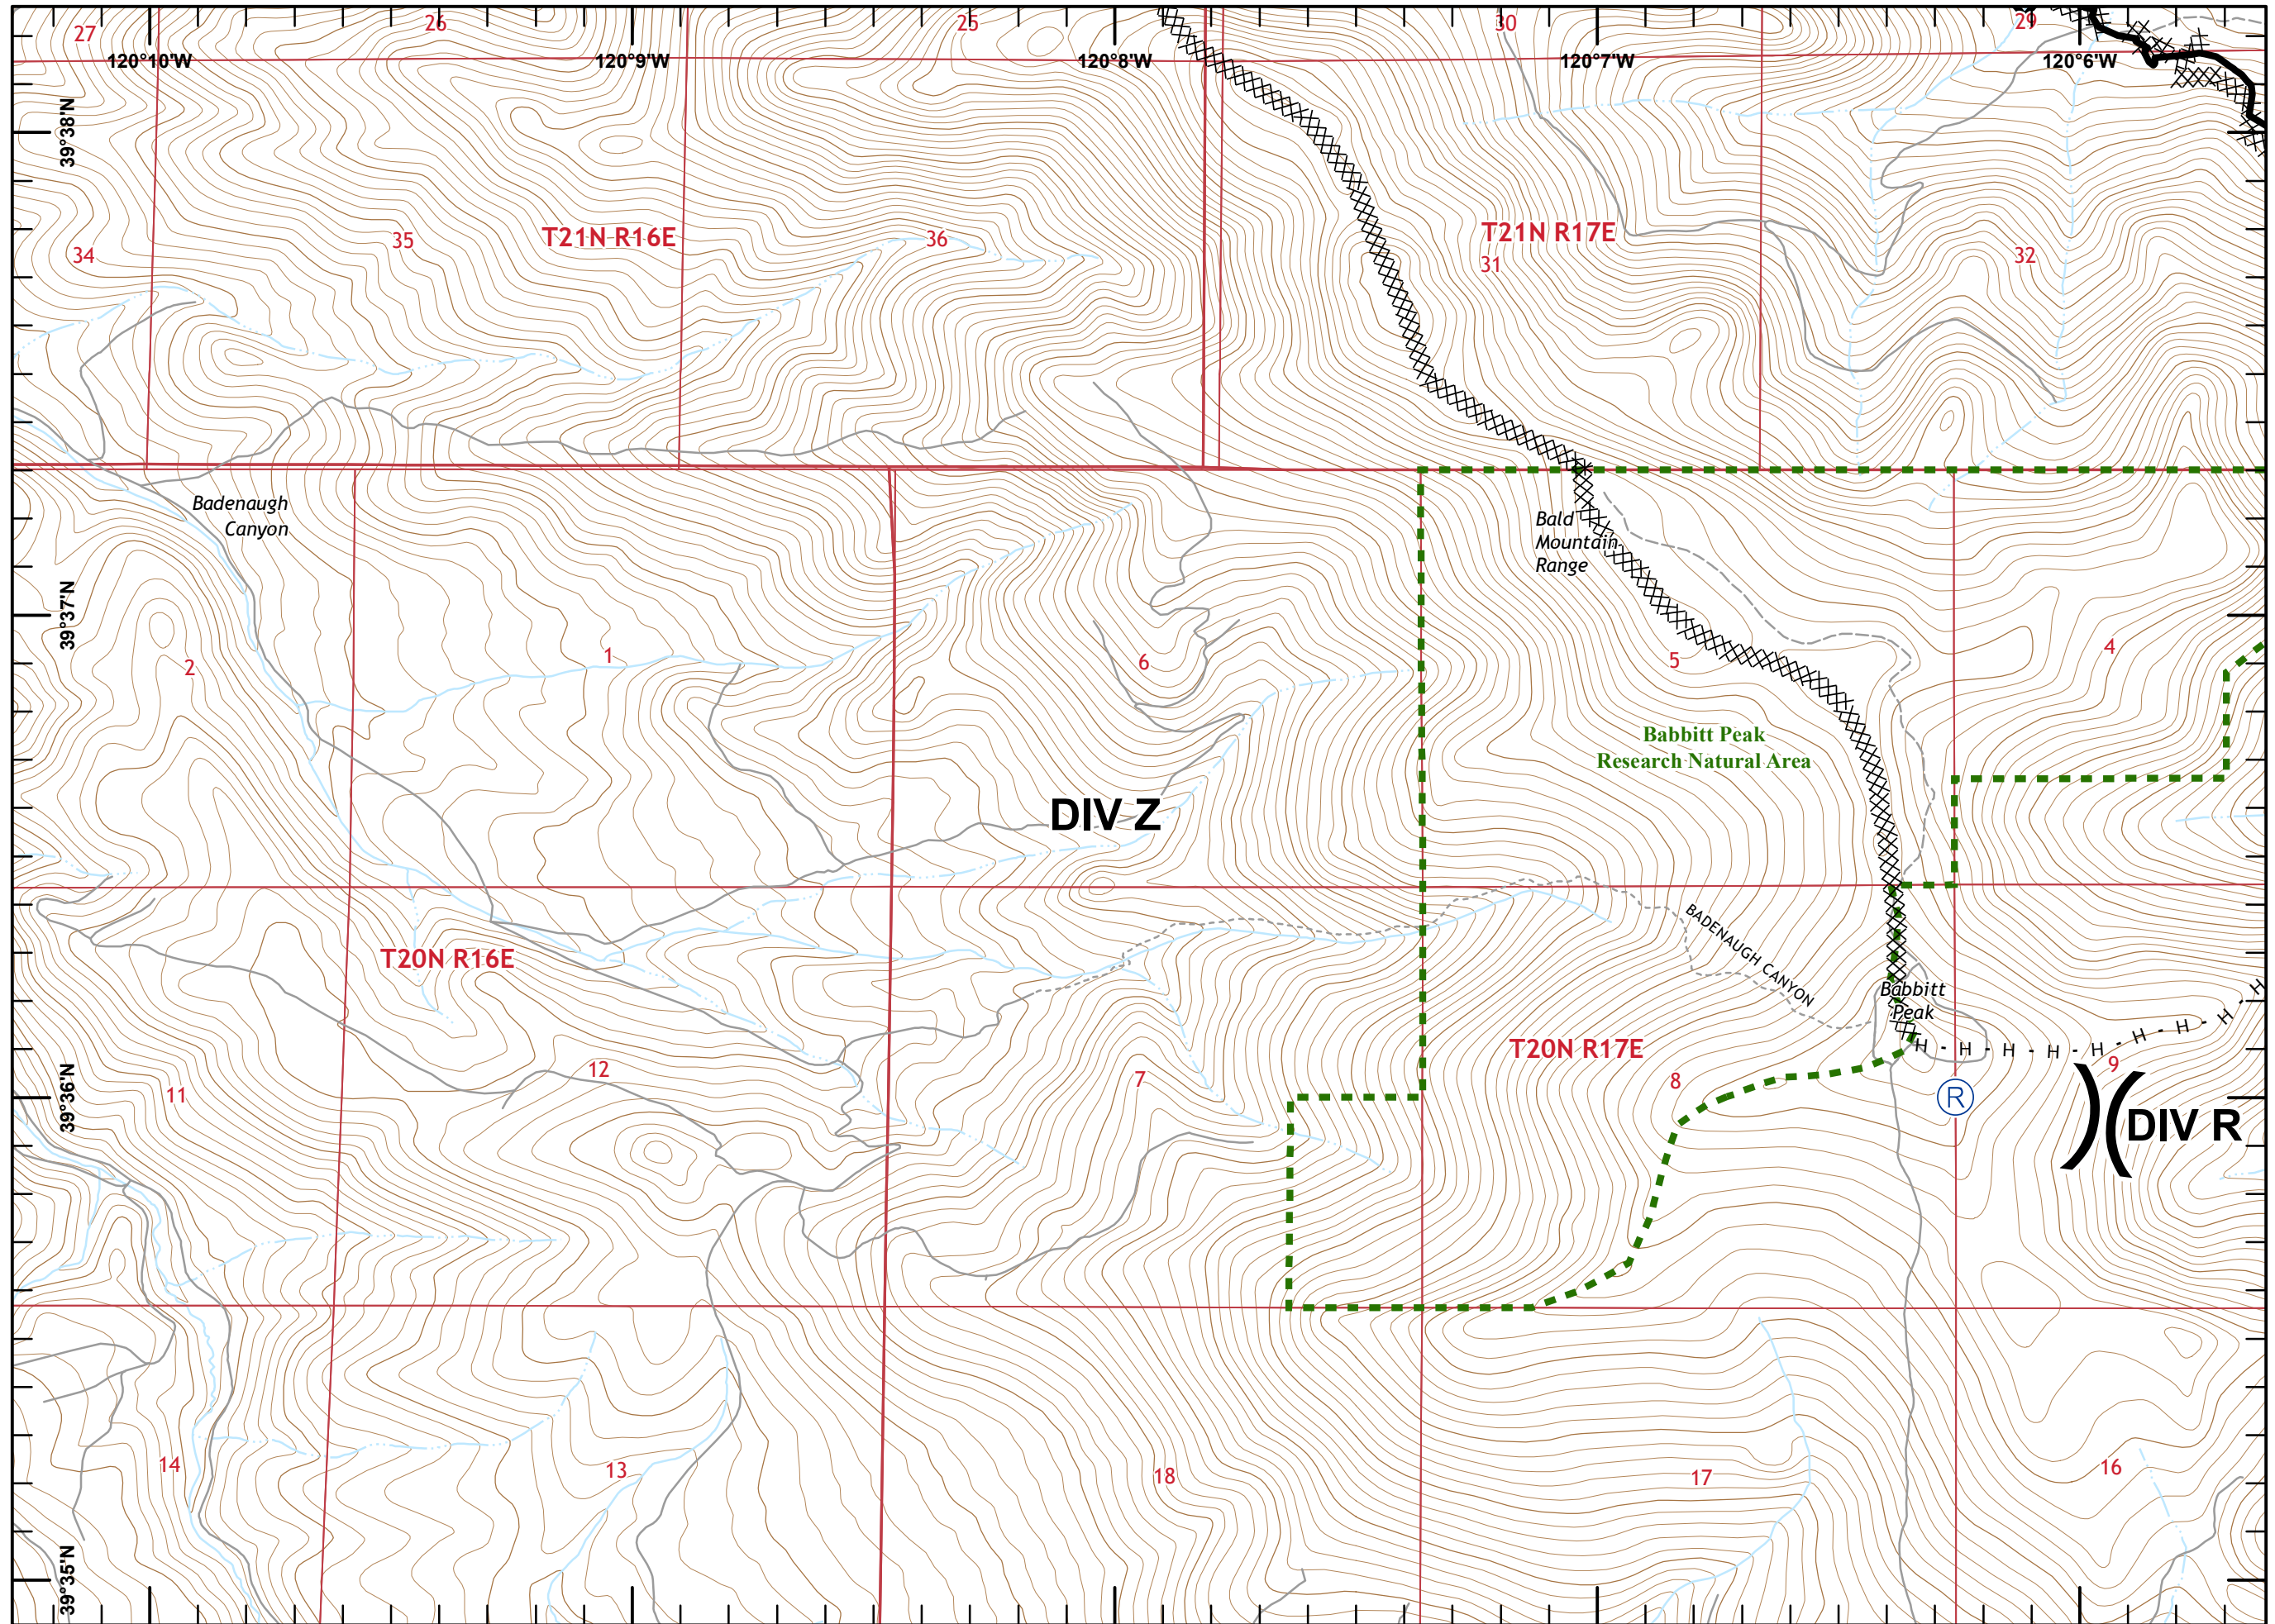 27
26
25
30
29
120°10'W
120°9'W
120°8'W
120°7'W
120°6'W
39°38'N
34
35
T21N R16E
36
T21N R17E
31
32
Badenaugh
Canyon
Bald
Mountain
Range
39°37'N
2
1
6
5
4
Babbitt Peak
Research Natural Area
DIV Z
T20N R16E
BADENAUGH CANYON
Babbitt
Peak
T20N R17E
H - H - H - H - H - H - H H H
39°36'N
11
12
7
8
9
R
)( DIV R
14
13
18
17
16
39°35'N